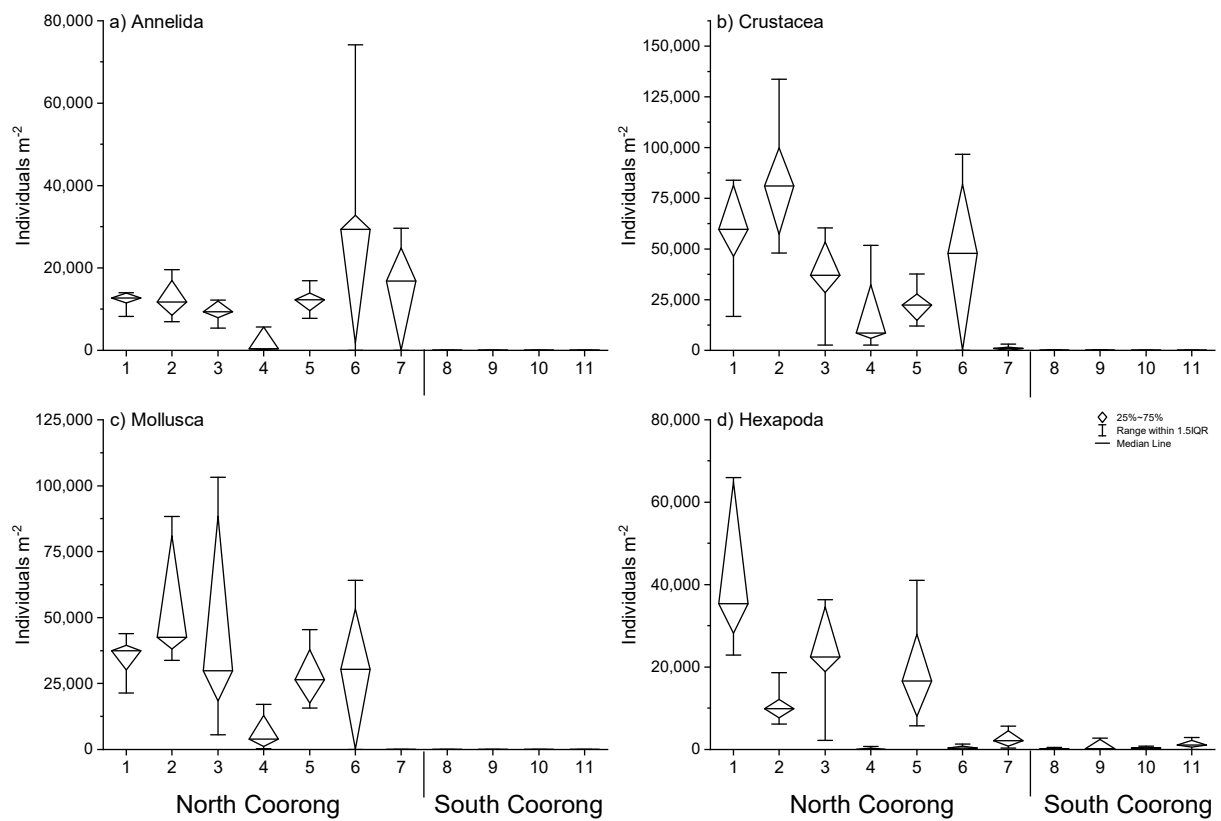 a) Annelida
80,000
60,000
40,000
20,000
0
Individuals m-2
1 2 3 4 5 6 7 8 9 10 11
b) Crustacea
150,000
125,000
100,000
75,000
50,000
25,000
0
Individuals m-2
1 2 3 4 5 6 7 8 9 10 11
c) Mollusca
125,000
100,000
75,000
50,000
25,000
0
Individuals m-2
1 2 3 4 5 6 7 8 9 10 11
North Coorong South Coorong
d) Hexapoda
80,000
60,000
40,000
20,000
0
Individuals m-2
25%~75%
Range within 1.5IQR
Median Line
1 2 3 4 5 6 7 8 9 10 11
North Coorong South Coorong